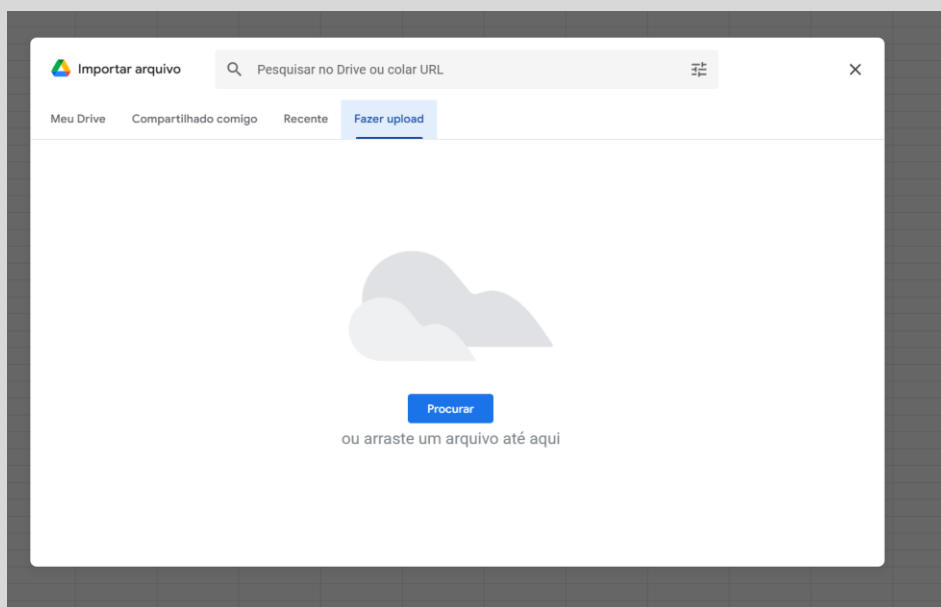 Importar arquivo
Pesquisar no Drive ou colar URL
Meu Drive
Compartilhado comigo
Recente
Fazer upload
Procurar
ou arraste um arquivo até aqui